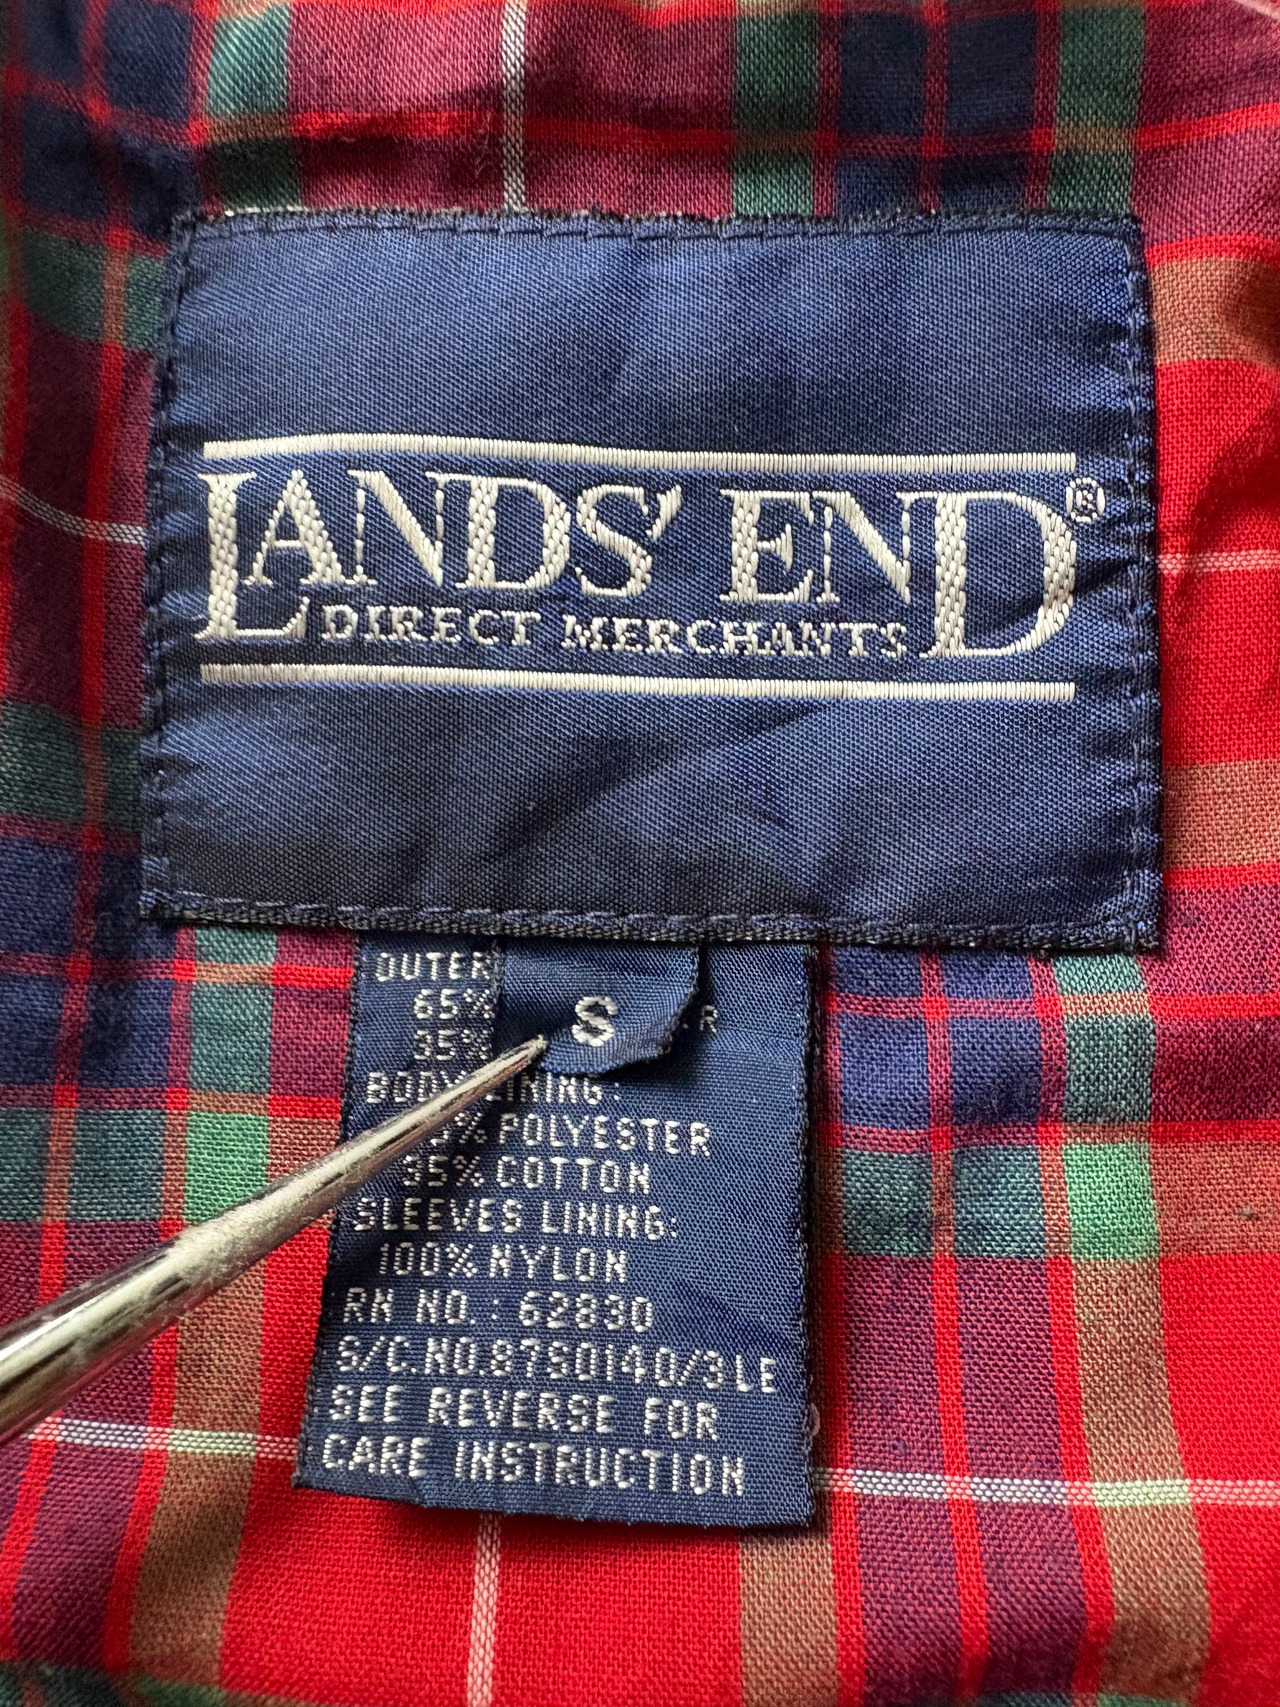 LANDS' END®
DIRECT MERCHANTS
S
OUTER
65%
35%
BODY LINING:
POLYESTER
35% COTTON
SLEEVES LINING:
100% NYLON
RN NO.: 62830
S/C.NO.9750140/3LE
SEE REVERSE FOR
CARE INSTRUCTION